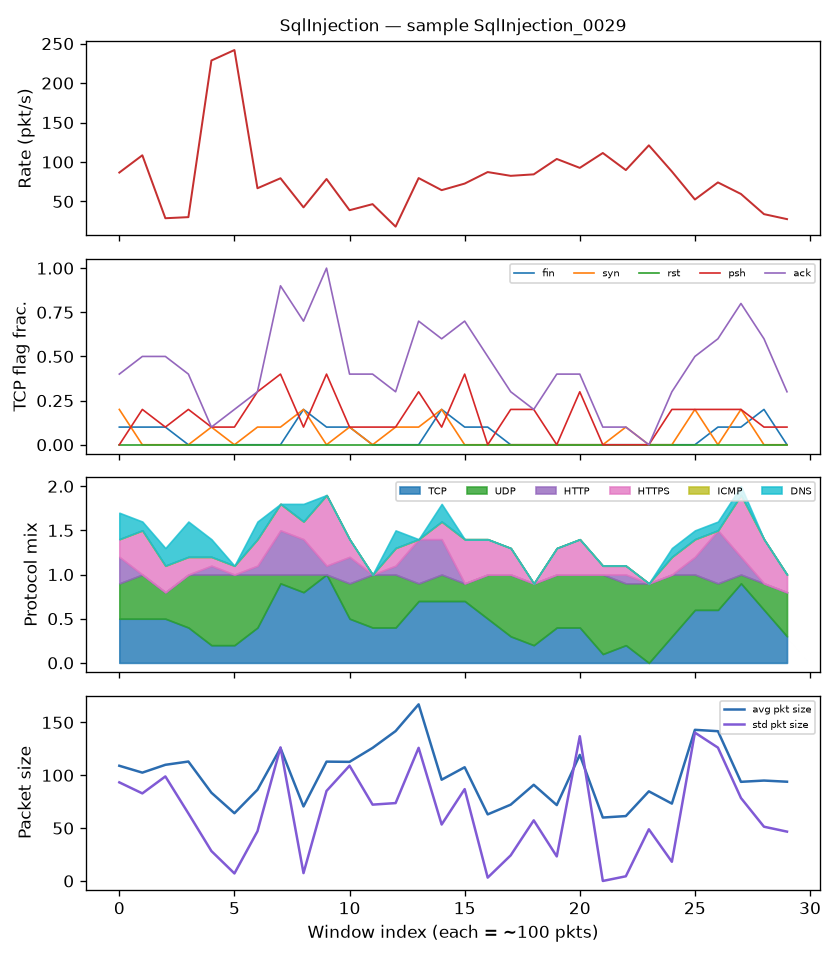 SqlInjection — sample SqlInjection_0029
250
200
150
100
50
Rate (pkt/s)
fin syn rst psh ack
1.00
0.75
0.50
0.25
0.00
TCP flag frac.
TCP UDP HTTP HTTPS ICMP DNS
2.0
1.5
1.0
0.5
0.0
Protocol mix
avg pkt size
std pkt size
150
100
50
0
Packet size
0 5 10 15 20 25 30
Window index (each = ~100 pkts)